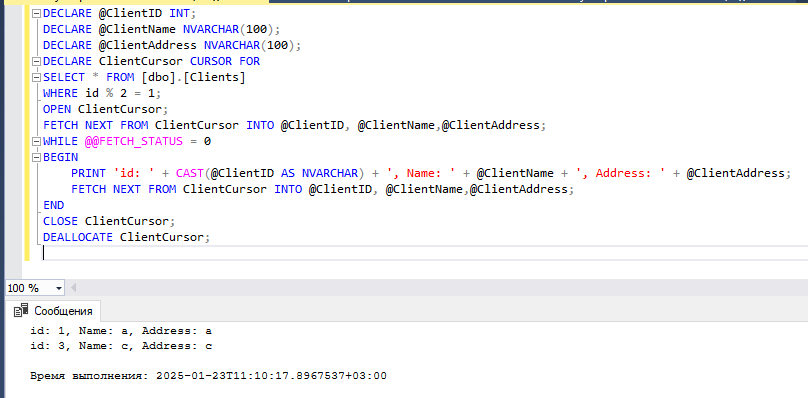 DECLARE @ClientID INT;
DECLARE @ClientName NVARCHAR(100);
DECLARE @ClientAddress NVARCHAR(100);
DECLARE ClientCursor CURSOR FOR
SELECT * FROM [dbo].[Clients]
WHERE id % 2 = 1;
OPEN ClientCursor;
FETCH NEXT FROM ClientCursor INTO @ClientID, @ClientName,@ClientAddress;
WHILE @@FETCH_STATUS = 0
BEGIN
PRINT 'id: ' + CAST(@ClientID AS NVARCHAR) + ', Name: ' + @ClientName + ', Address: ' + @ClientAddress;
FETCH NEXT FROM ClientCursor INTO @ClientID, @ClientName,@ClientAddress;
END
CLOSE ClientCursor;
DEALLOCATE ClientCursor;
100 %
Сообщения
id: 1, Name: a, Address: a
id: 3, Name: c, Address: c
Время выполнения: 2025-01-23T11:10:17.8967537+03:00